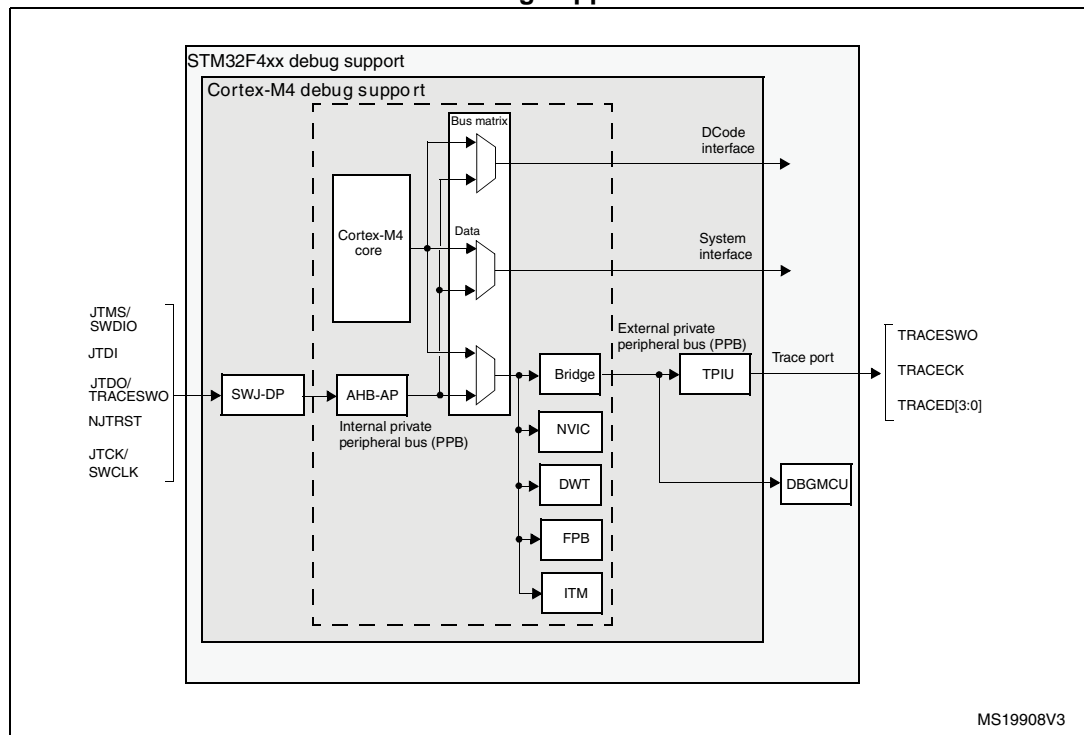 STM32F4xx debug support
Cortex-M4 debug support
Bus matrix
DCode
interface
Cortex-M4
core
Data
System
interface
JTMS/
SWDIO
JTDI
JTDO/
TRACESWO
NJTRST
JTCK/
SWCLK
SWJ-DP
AHB-AP
Internal private
peripheral bus (PPB)
External private
peripheral bus (PPB)
Bridge
NVIC
DWT
FPB
ITM
TPIU
Trace port
TRACESWO
TRACECK
TRACED[3:0]
DBGMCU
MS19908V3